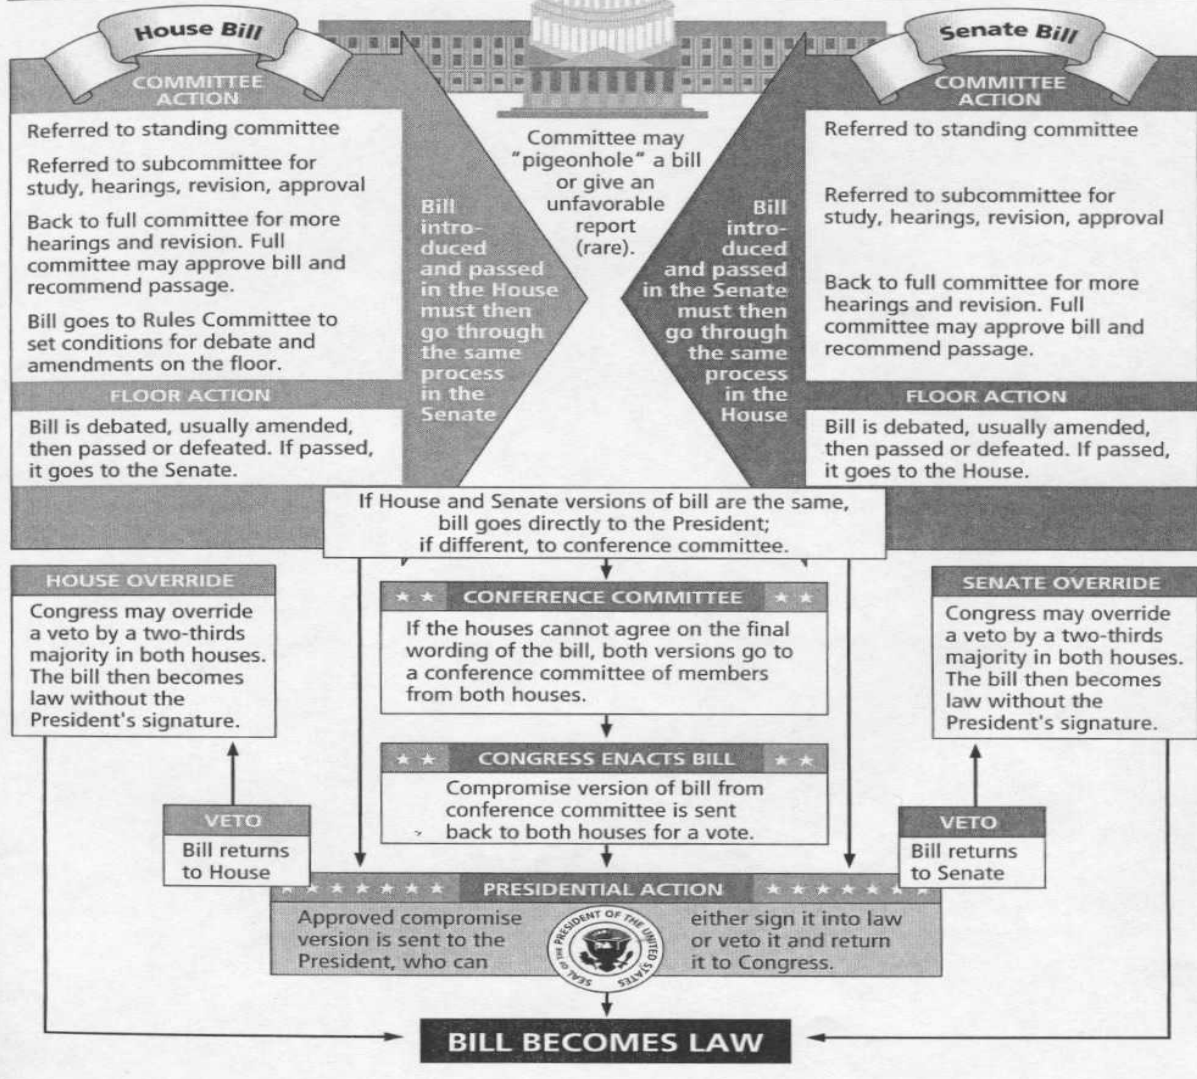 House Bill
COMMITTEE
ACTION
Referred to standing committee
Referred to subcommittee for
study, hearings, revision, approval
Back to full committee for more
hearings and revision. Full
committee may approve bill and
recommend passage.
Bill goes to Rules Committee to
set conditions for debate and
amendments on the floor.
FLOOR ACTION
Bill is debated, usually amended,
then passed or defeated. If passed,
it goes to the Senate.
Bill
intro-
duced
and passed
in the House
must then
go through
the same
process
in the
Senate
Committee may
"pigeonhole" a bill
or give an
unfavorable
report
(rare).
Bill
intro-
duced
and passed
in the Senate
must then
go through
the same
process
in the
House
Senate Bill
COMMITTEE
ACTION
Referred to standing committee
Referred to subcommittee for
study, hearings, revision, approval
Back to full committee for more
hearings and revision. Full
committee may approve bill and
recommend passage.
FLOOR ACTION
Bill is debated, usually amended,
then passed or defeated. If passed,
it goes to the House.
If House and Senate versions of bill are the same,
bill goes directly to the President;
if different, to conference committee.
HOUSE OVERRIDE
Congress may override
a veto by a two-thirds
majority in both houses.
The bill then becomes
law without the
President's signature.
CONFERENCE COMMITTEE
If the houses cannot agree on the final
wording of the bill, both versions go to
a conference committee of members
from both houses.
SENATE OVERRIDE
Congress may override
a veto by a two-thirds
majority in both houses.
The bill then becomes
law without the
President's signature.
CONGRESS ENACTS BILL
Compromise version of bill from
conference committee is sent
back to both houses for a vote.
VETO
Bill returns
to House
VETO
Bill returns
to Senate
PRESIDENTIAL ACTION
Approved compromise
version is sent to the
President, who can
SEAL OF THE PRESIDENT OF THE UNITED STATES
either sign it into law
or veto it and return
it to Congress.
BILL BECOMES LAW